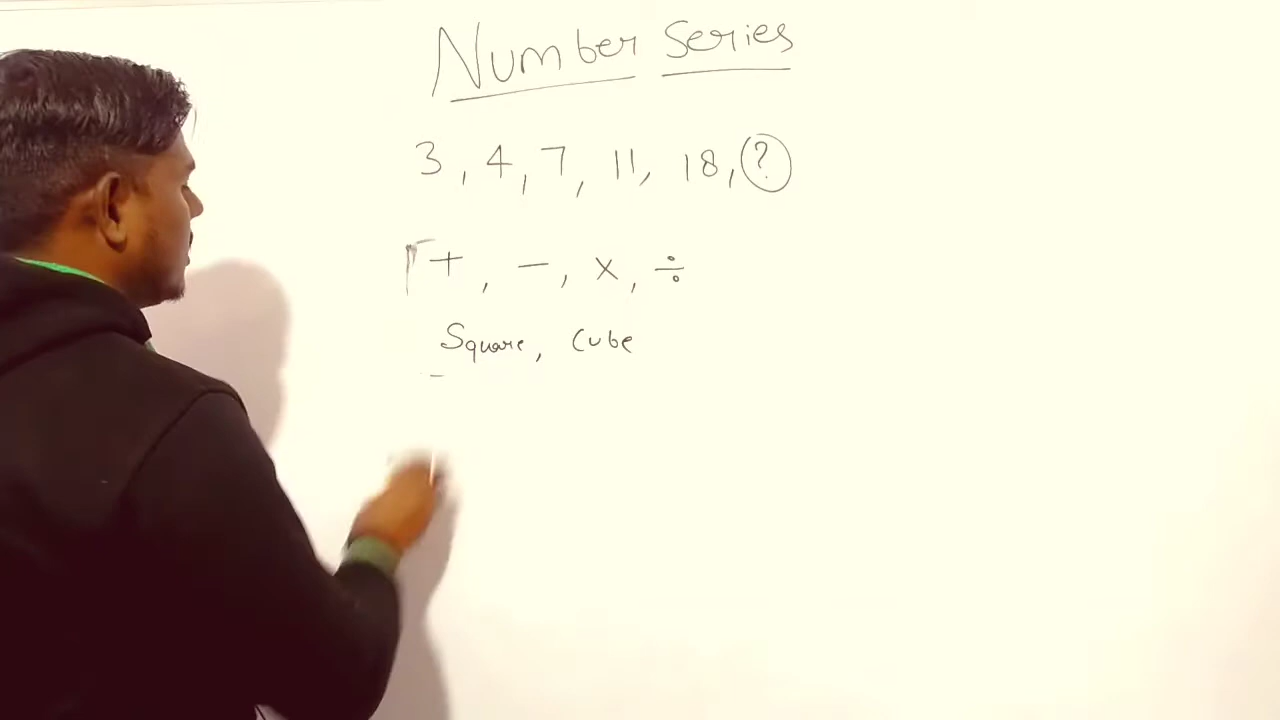 Number Series
3, 4, 7, 11, 18, ?
+, -, x, ÷
Square, Cube